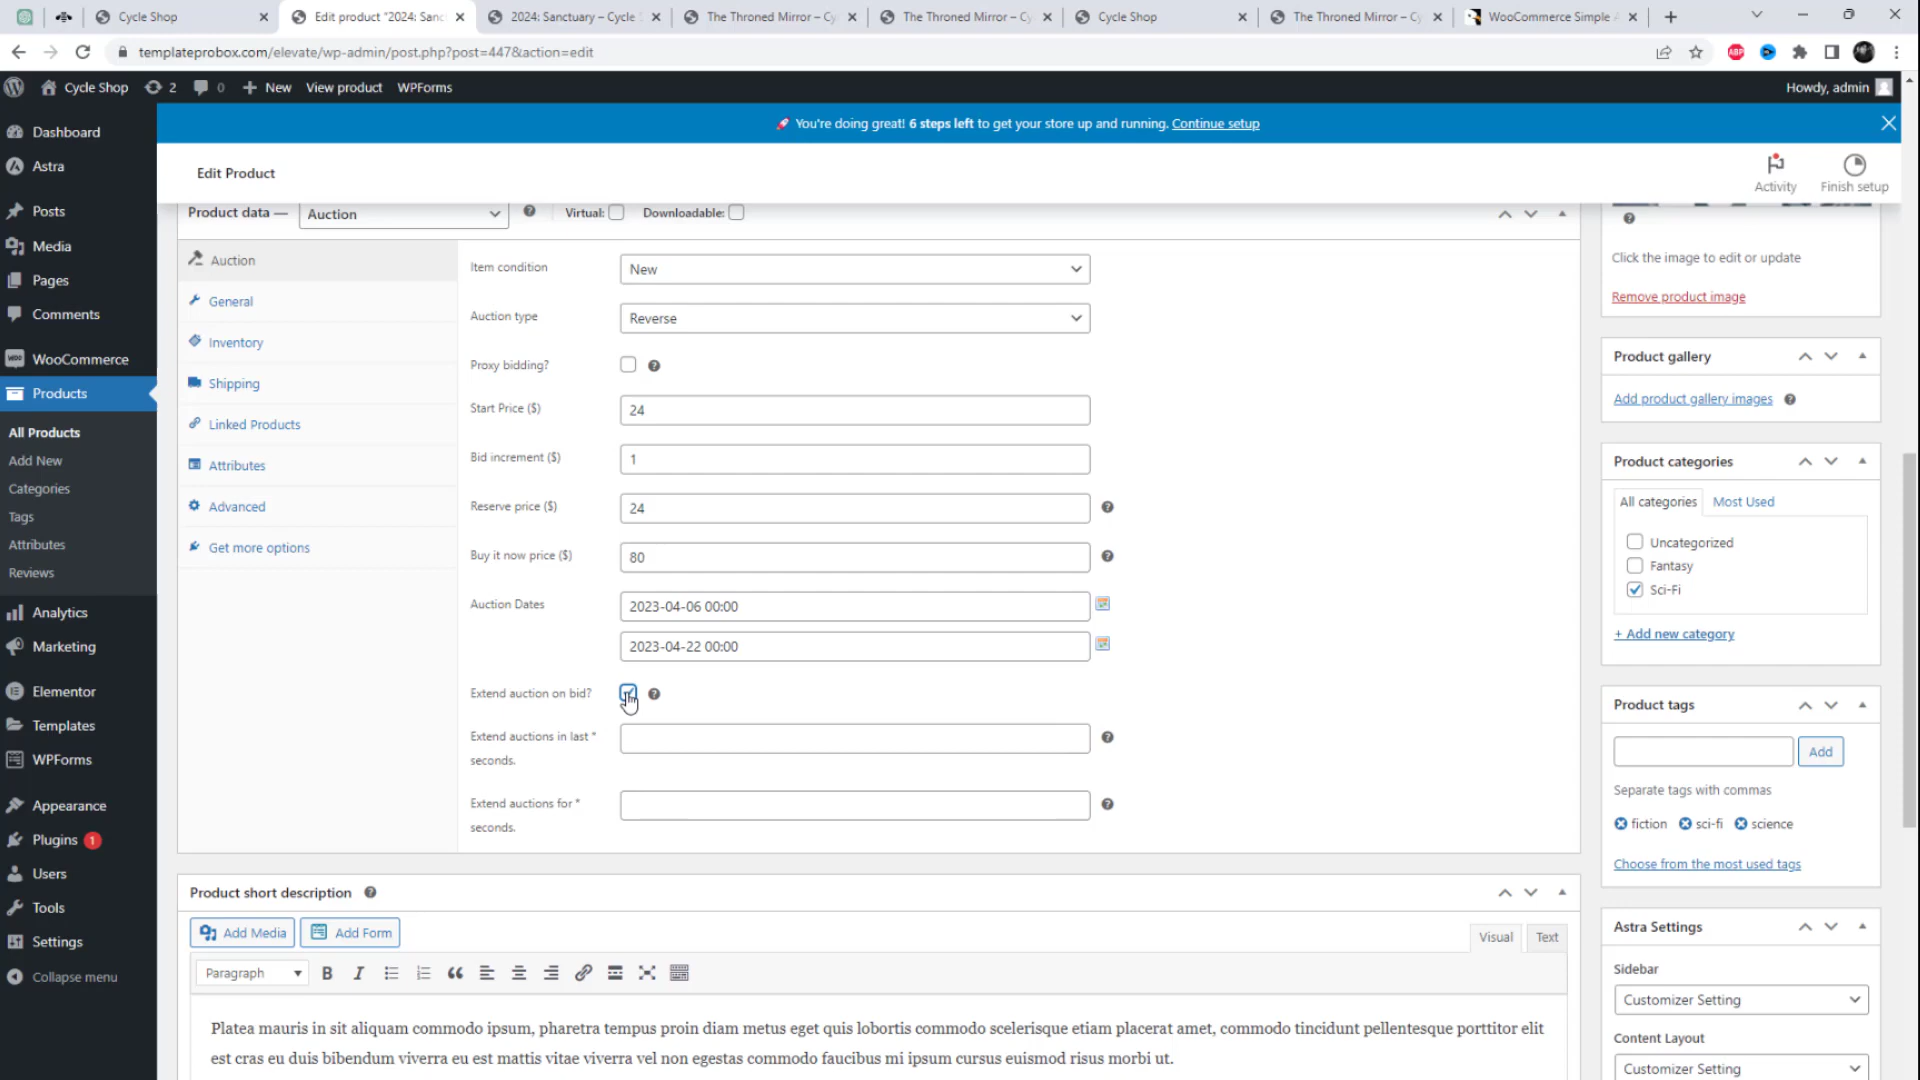 Cycle Shop
Edit product "2024: Sanc
2024: Sanctuary – Cycle
The Throned Mirror – Cy
The Throned Mirror – Cy
Cycle Shop
The Throned Mirror – Cy
WooCommerce Simple A
templateprobox.com/elevate/wp-admin/post.php?post=447&action=edit
ABP
Cycle Shop
2
0
New
View product
WPForms
Howdy, admin
You're doing great! 6 steps left to get your store up and running. Continue setup
Edit Product
Activity
Finish setup
Dashboard
Astra
Posts
Media
Pages
Comments
WooCommerce
Products
All Products
Add New
Categories
Tags
Attributes
Reviews
Analytics
Marketing
Elementor
Templates
WPForms
Appearance
Plugins 1
Users
Tools
Settings
Collapse menu
Product data — Auction
Virtual:
Downloadable:
Auction
General
Inventory
Shipping
Linked Products
Attributes
Advanced
Get more options
Item condition
New
Auction type
Reverse
Proxy bidding?
Start Price ($)
24
Bid increment ($)
1
Reserve price ($)
24
Buy it now price ($)
80
Auction Dates
2023-04-06 00:00
2023-04-22 00:00
Extend auction on bid?
Extend auctions in last *
seconds.
Extend auctions for *
seconds.
Product short description
Add Media
Add Form
Visual
Text
Paragraph
Platea mauris in sit aliquam commodo ipsum, pharetra tempus proin diam metus eget quis lobortis commodo scelerisque etiam placerat amet, commodo tincidunt pellentesque porttitor elit
est cras eu duis bibendum viverra eu est mattis vitae viverra vel non egestas commodo faucibus mi ipsum cursus euismod risus morbi ut.
Click the image to edit or update
Remove product image
Product gallery
Add product gallery images
Product categories
All categories
Most Used
Uncategorized
Fantasy
Sci-Fi
+ Add new category
Product tags
Add
Separate tags with commas
fiction
sci-fi
science
Choose from the most used tags
Astra Settings
Sidebar
Customizer Setting
Content Layout
Customizer Setting